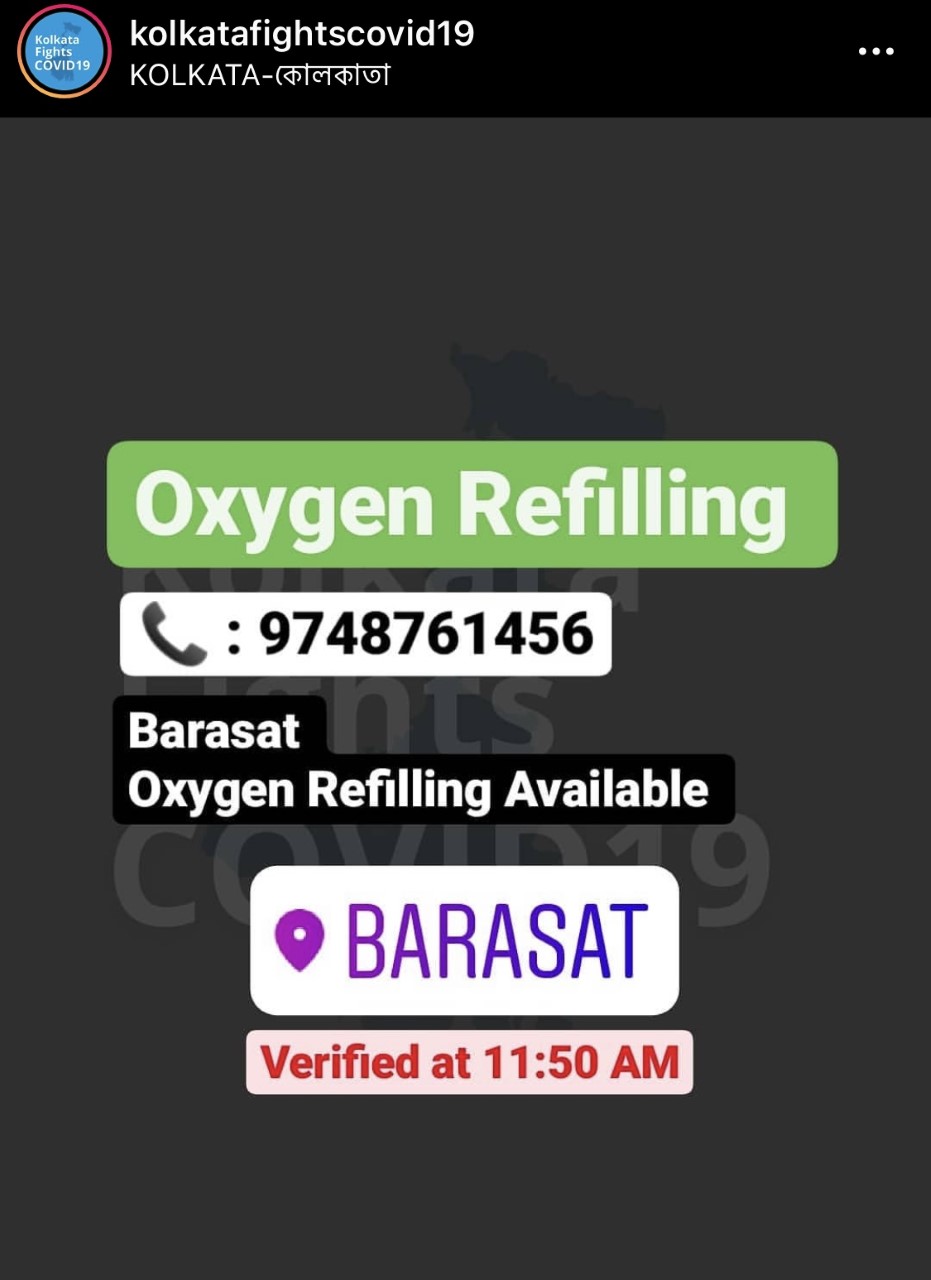 Kolkata
Fights
COVID19
kolkatafightscovid19
KOLKATA-কোলকাতা
Oxygen Refilling
Kolkata
: 9748761456
Fights
Barasat
Oxygen Refilling Available
COVID19
BARASAT
Verified at 11:50 AM